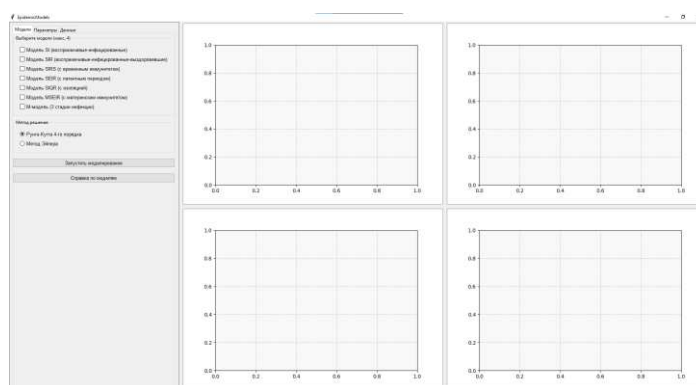 Epidemic Models
Модели Параметры Данные
Выберите модели (макс. 4)
Модель SI (восприимчивые-инфицированные)
Модель SIR (восприимчивые-инфицированные-выздоровевшие)
Модель SIRS (с временным иммунитетом)
Модель SEIR (с латентным периодом)
Модель SIQR (с изоляцией)
Модель MSEIR (с материнским иммунитетом)
M-модель (2 стадии инфекции)
Метод решения
Рунге-Кутта 4-го порядка
Метод Эйлера
Запустить моделирование
Справка по моделям
1.0
0.8
0.6
0.4
0.2
0.0
0.0 0.2 0.4 0.6 0.8 1.0
1.0
0.8
0.6
0.4
0.2
0.0
0.0 0.2 0.4 0.6 0.8 1.0
1.0
0.8
0.6
0.4
0.2
0.0
0.0 0.2 0.4 0.6 0.8 1.0
1.0
0.8
0.6
0.4
0.2
0.0
0.0 0.2 0.4 0.6 0.8 1.0